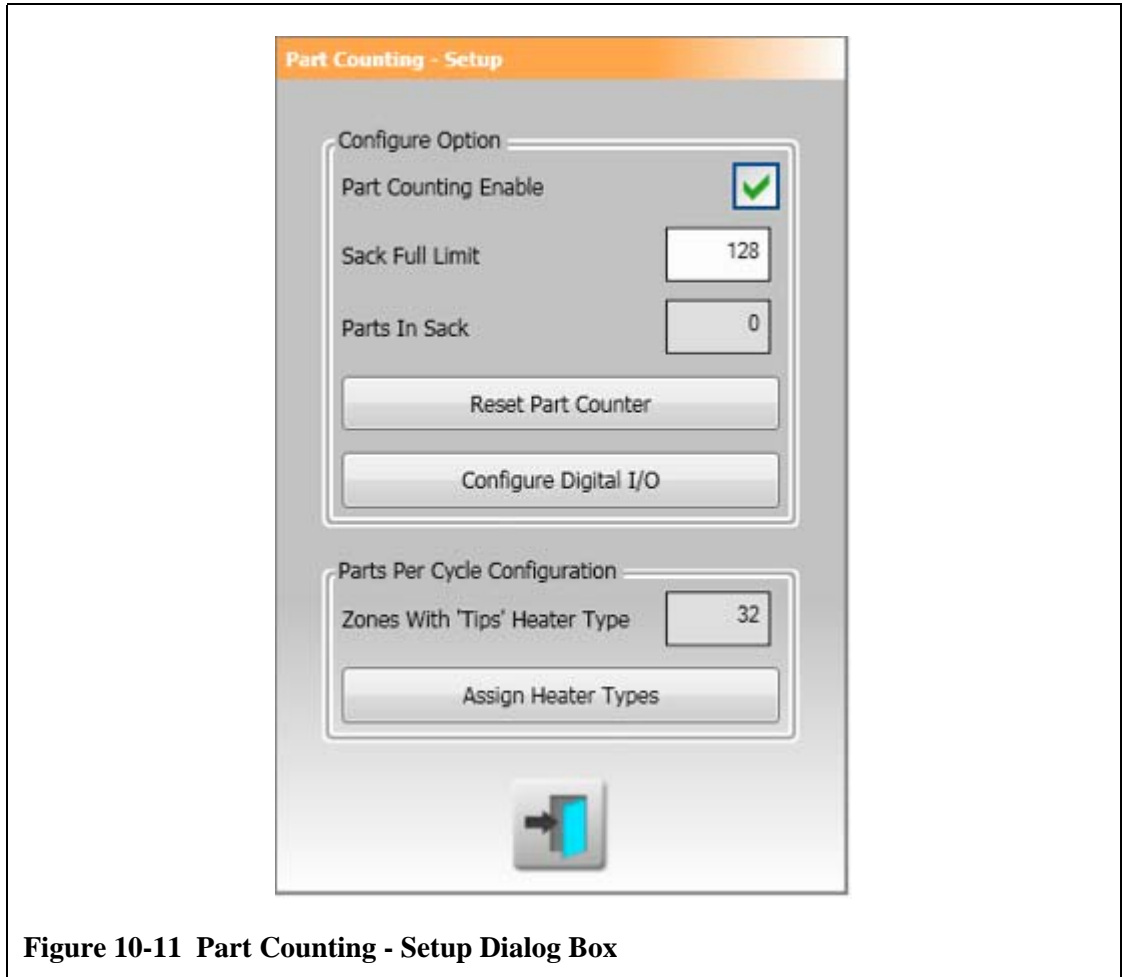 Part Counting - Setup
Configure Option
Part Counting Enable
Sack Full Limit 128
Parts In Sack 0
Reset Part Counter
Configure Digital I/O
Parts Per Cycle Configuration
Zones With 'Tips' Heater Type 32
Assign Heater Types
Figure 10-11 Part Counting - Setup Dialog Box